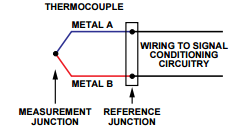 THERMOCOUPLE
METAL A
WIRING TO SIGNAL
CONDITIONING
CIRCUITRY
METAL B
MEASUREMENT
JUNCTION
REFERENCE
JUNCTION